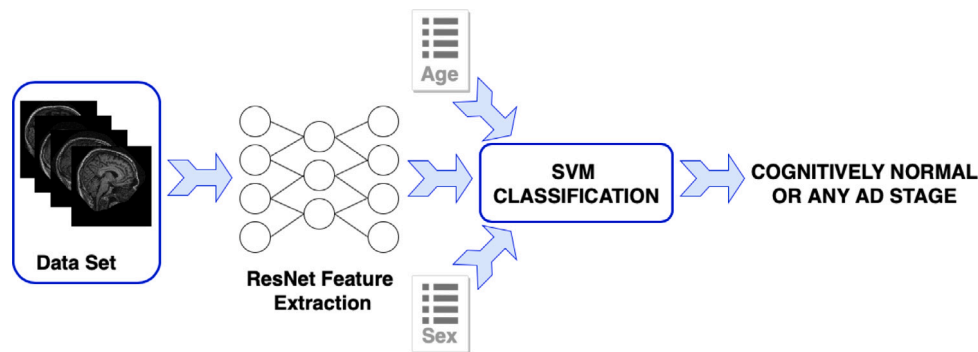 Age
Data Set
ResNet Feature
Extraction
SVM
CLASSIFICATION
COGNITIVELY NORMAL
OR ANY AD STAGE
Sex